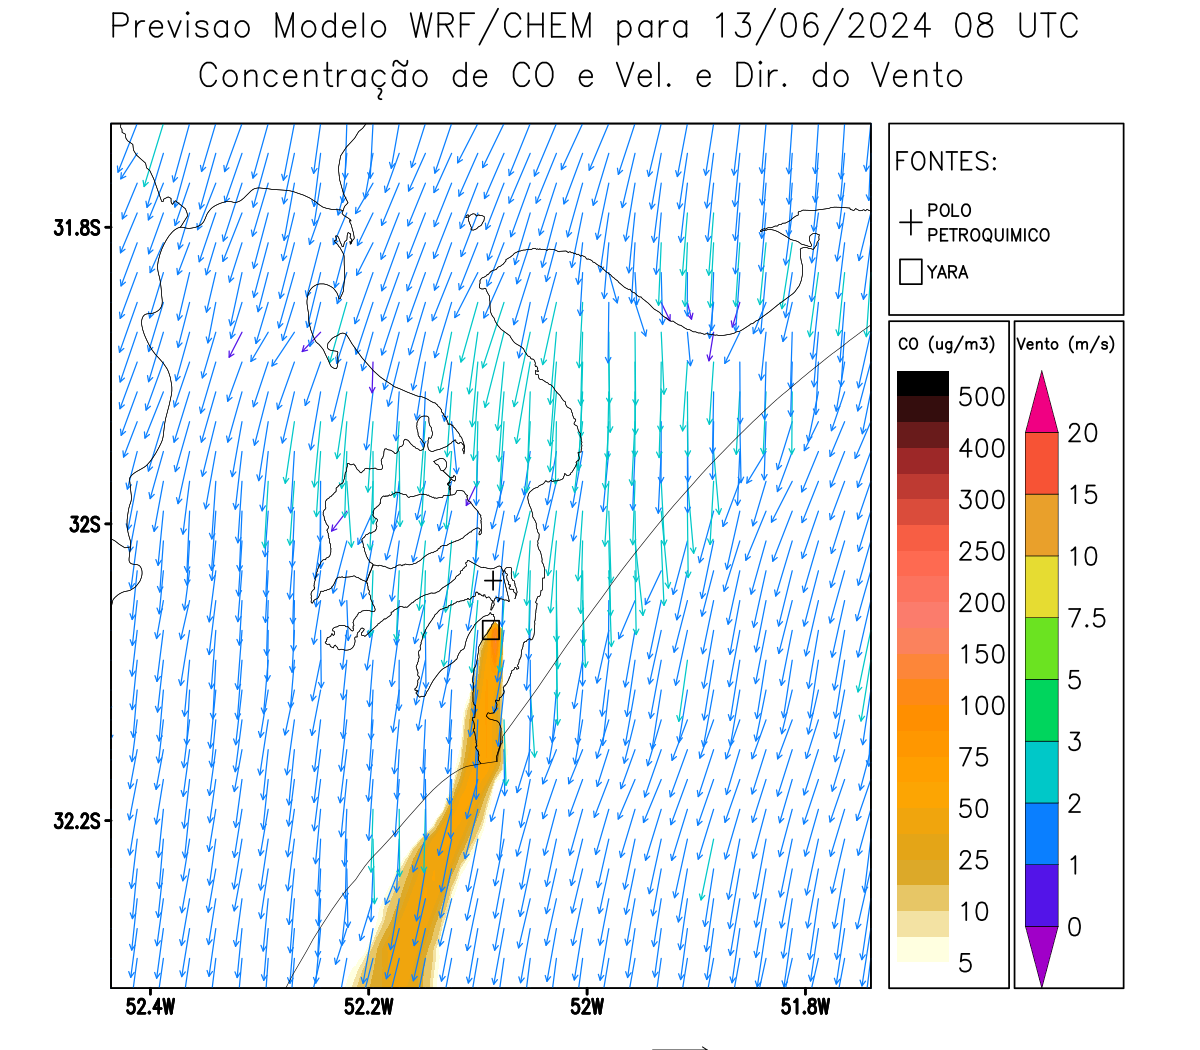 Previsao Modelo WRF/CHEM para 13/06/2024 08 UTC
Concentração de CO e Vel. e Dir. do Vento
FONTES:
POLO
PETROQUIMICO
YARA
CO (ug/m3)
500
400
300
250
200
150
100
75
50
25
10
5
Vento (m/s)
20
15
10
7.5
5
3
2
1
0
31.8S
32S
32.2S
52.4W
52.2W
52W
51.8W